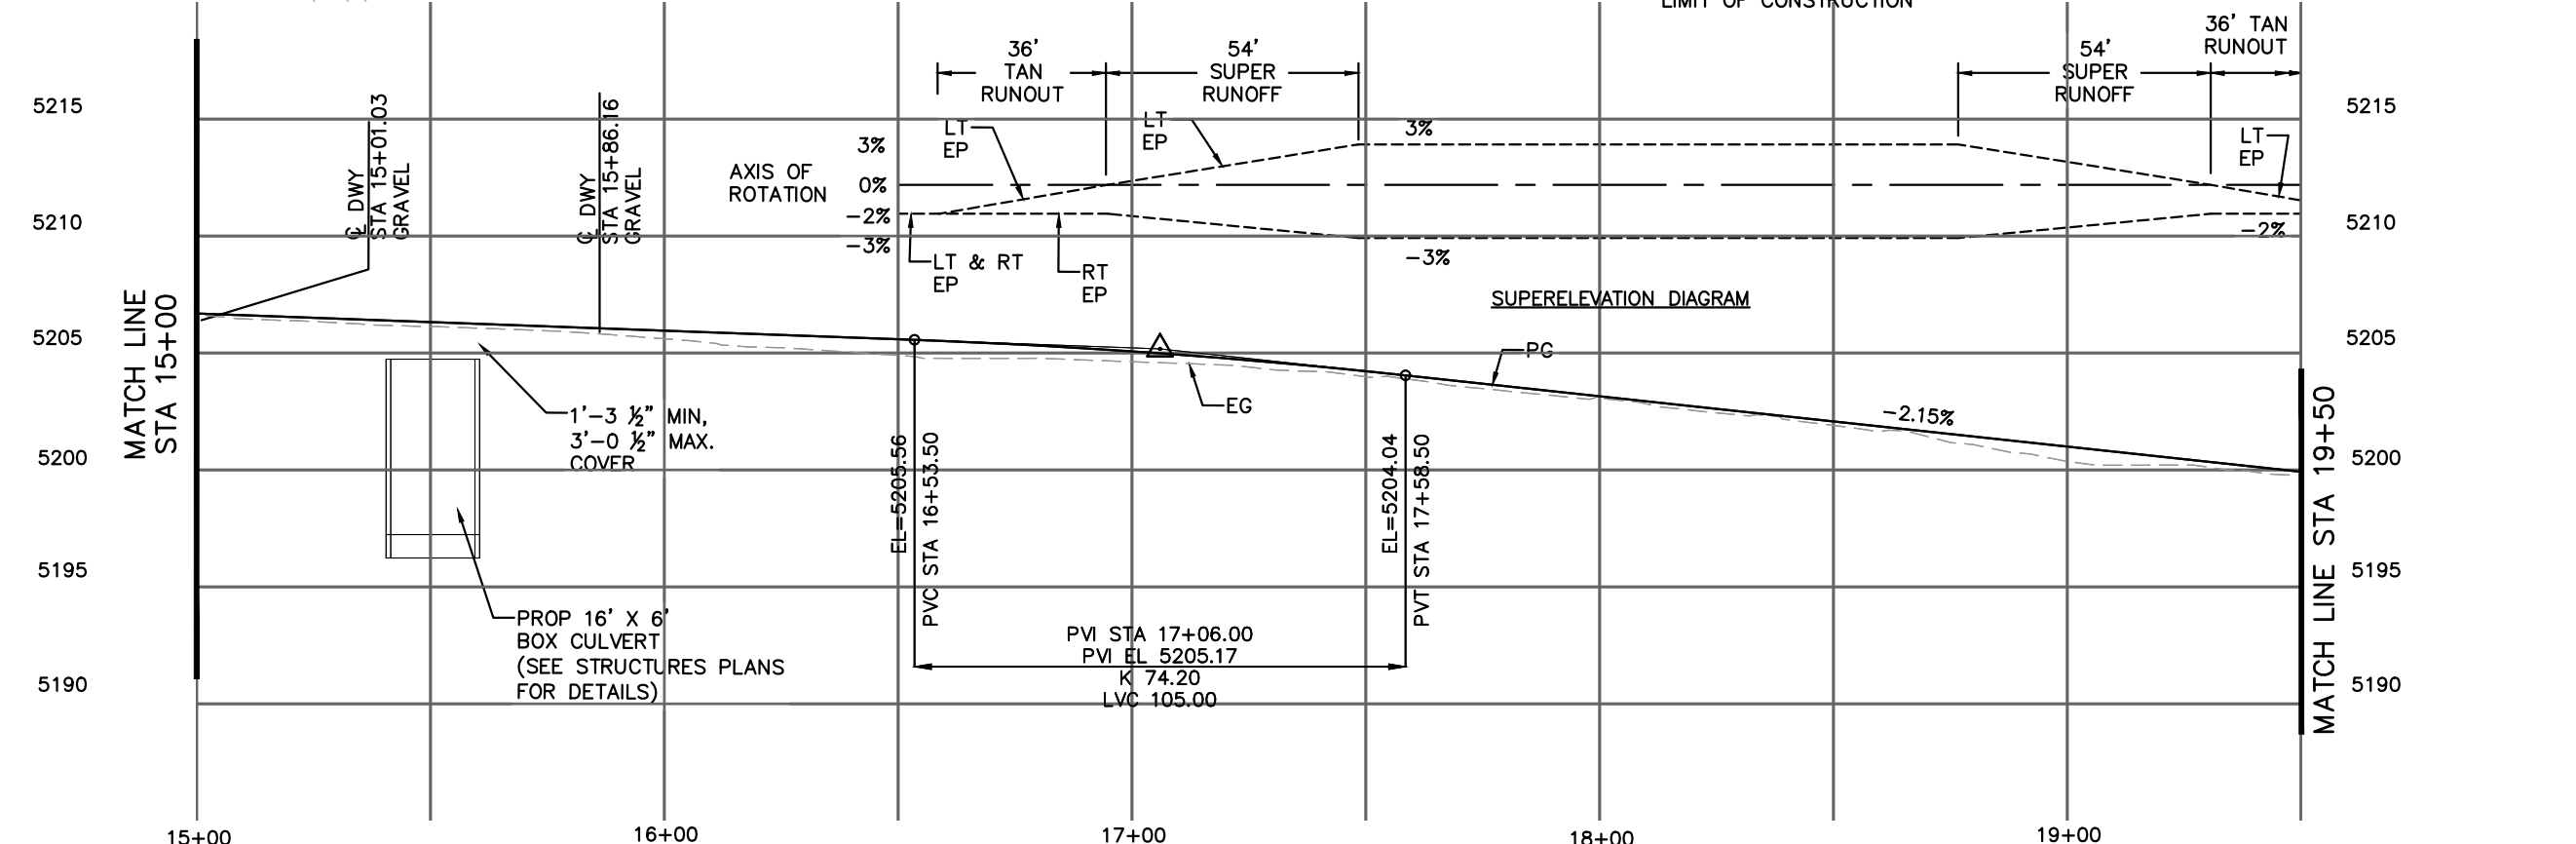 LIMIT OF CONSTRUCTION
36'
TAN
RUNOUT
54'
SUPER
RUNOFF
54'
SUPER
RUNOFF
36' TAN
RUNOUT
5215
5210
5205
5200
5195
5190
5215
5210
5205
5200
5195
5190
MATCH LINE
STA 15+00
℄ DWY
STA 15+01.03
GRAVEL
℄ DWY
STA 15+86.16
GRAVEL
AXIS OF
ROTATION
3%
0%
-2%
-3%
LT
EP
LT
EP
3%
LT
EP
LT & RT
EP
RT
EP
-3%
-2%
SUPERELEVATION DIAGRAM
PG
EG
-2.15%
1'-3 ½" MIN,
3'-0 ½" MAX.
COVER
PROP 16' X 6'
BOX CULVERT
(SEE STRUCTURES PLANS
FOR DETAILS)
EL=5205.56
PVC STA 16+53.50
EL=5204.04
PVT STA 17+58.50
PVI STA 17+06.00
PVI EL 5205.17
K 74.20
LVC 105.00
MATCH LINE STA 19+50
15+00
16+00
17+00
18+00
19+00